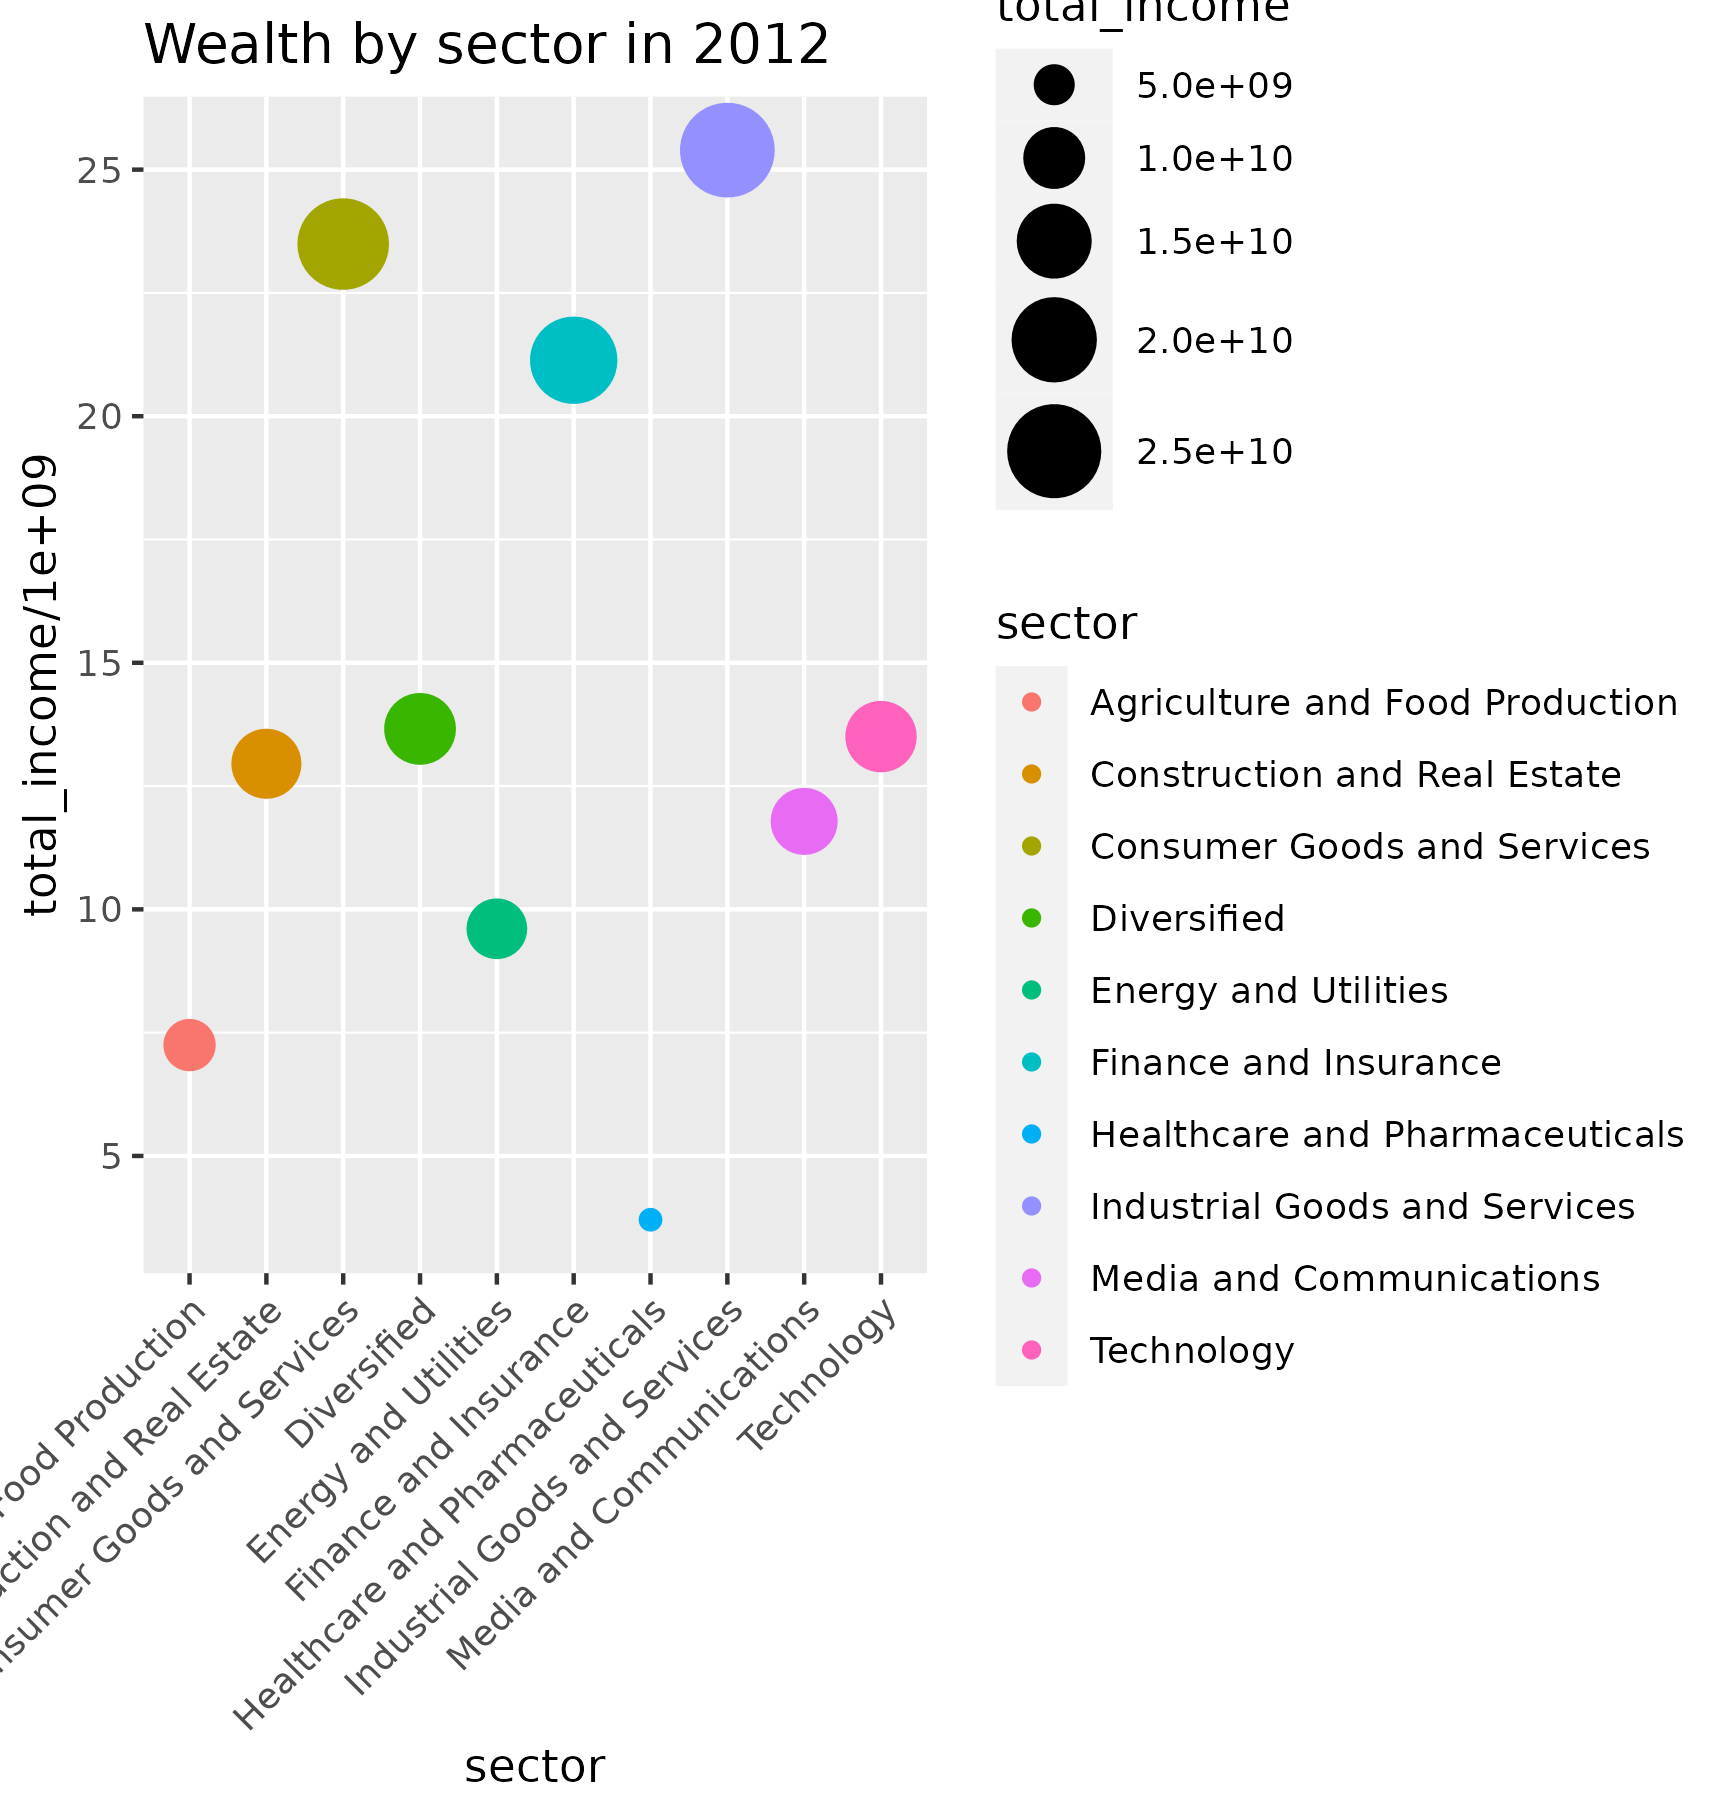 Wealth by sector in 2012
total_income/1e+09
25
20
15
10
5
Food Production
and Real Estate
Goods and Services
Diversified
Energy and Utilities
Finance and Insurance
Healthcare and Pharmaceuticals
Industrial Goods and Services
Media and Communications
Technology
sector
total_income
5.0e+09
1.0e+10
1.5e+10
2.0e+10
2.5e+10
sector
Agriculture and Food Production
Construction and Real Estate
Consumer Goods and Services
Diversified
Energy and Utilities
Finance and Insurance
Healthcare and Pharmaceuticals
Industrial Goods and Services
Media and Communications
Technology